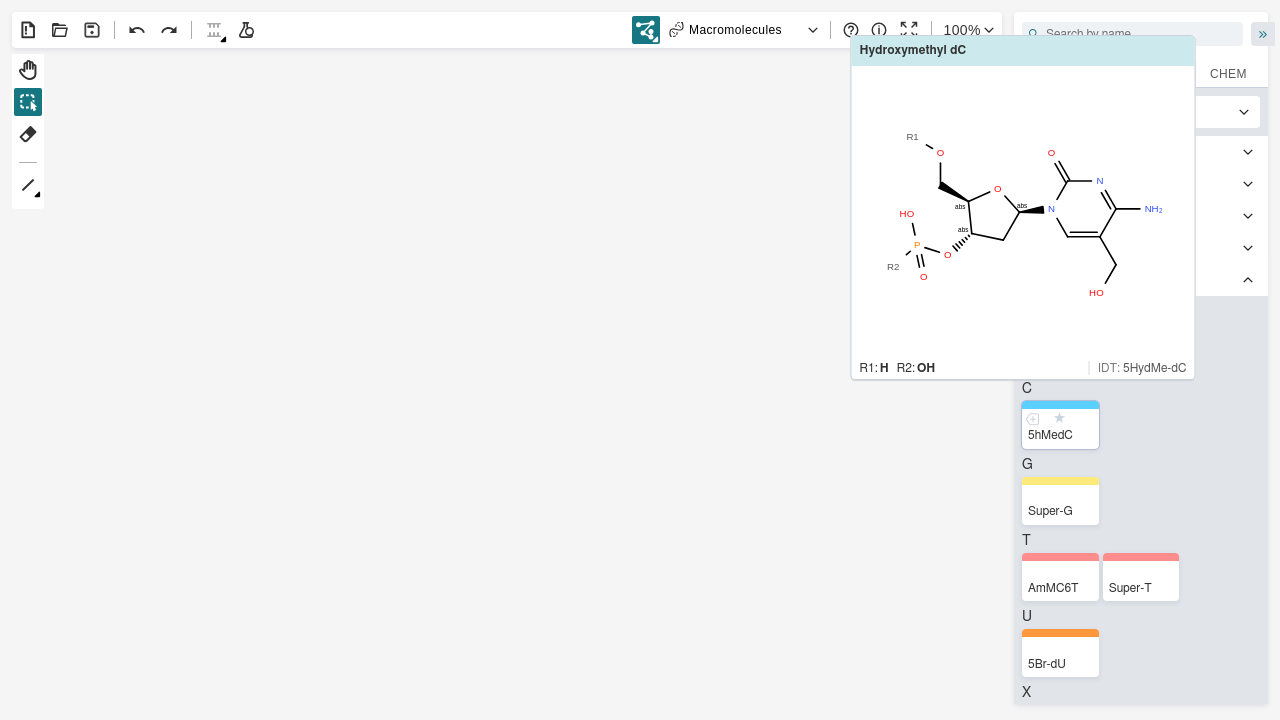 Macromolecules
100%
Search by name
Hydroxymethyl dC
CHEM
R1
O
O
O
N
abs
abs
N
NH₂
HO
abs
P
O
R2
O
HO
R1: H R2: OH
IDT: 5HydMe-dC
C
5hMedC
G
Super-G
T
AmMC6T
Super-T
U
5Br-dU
X